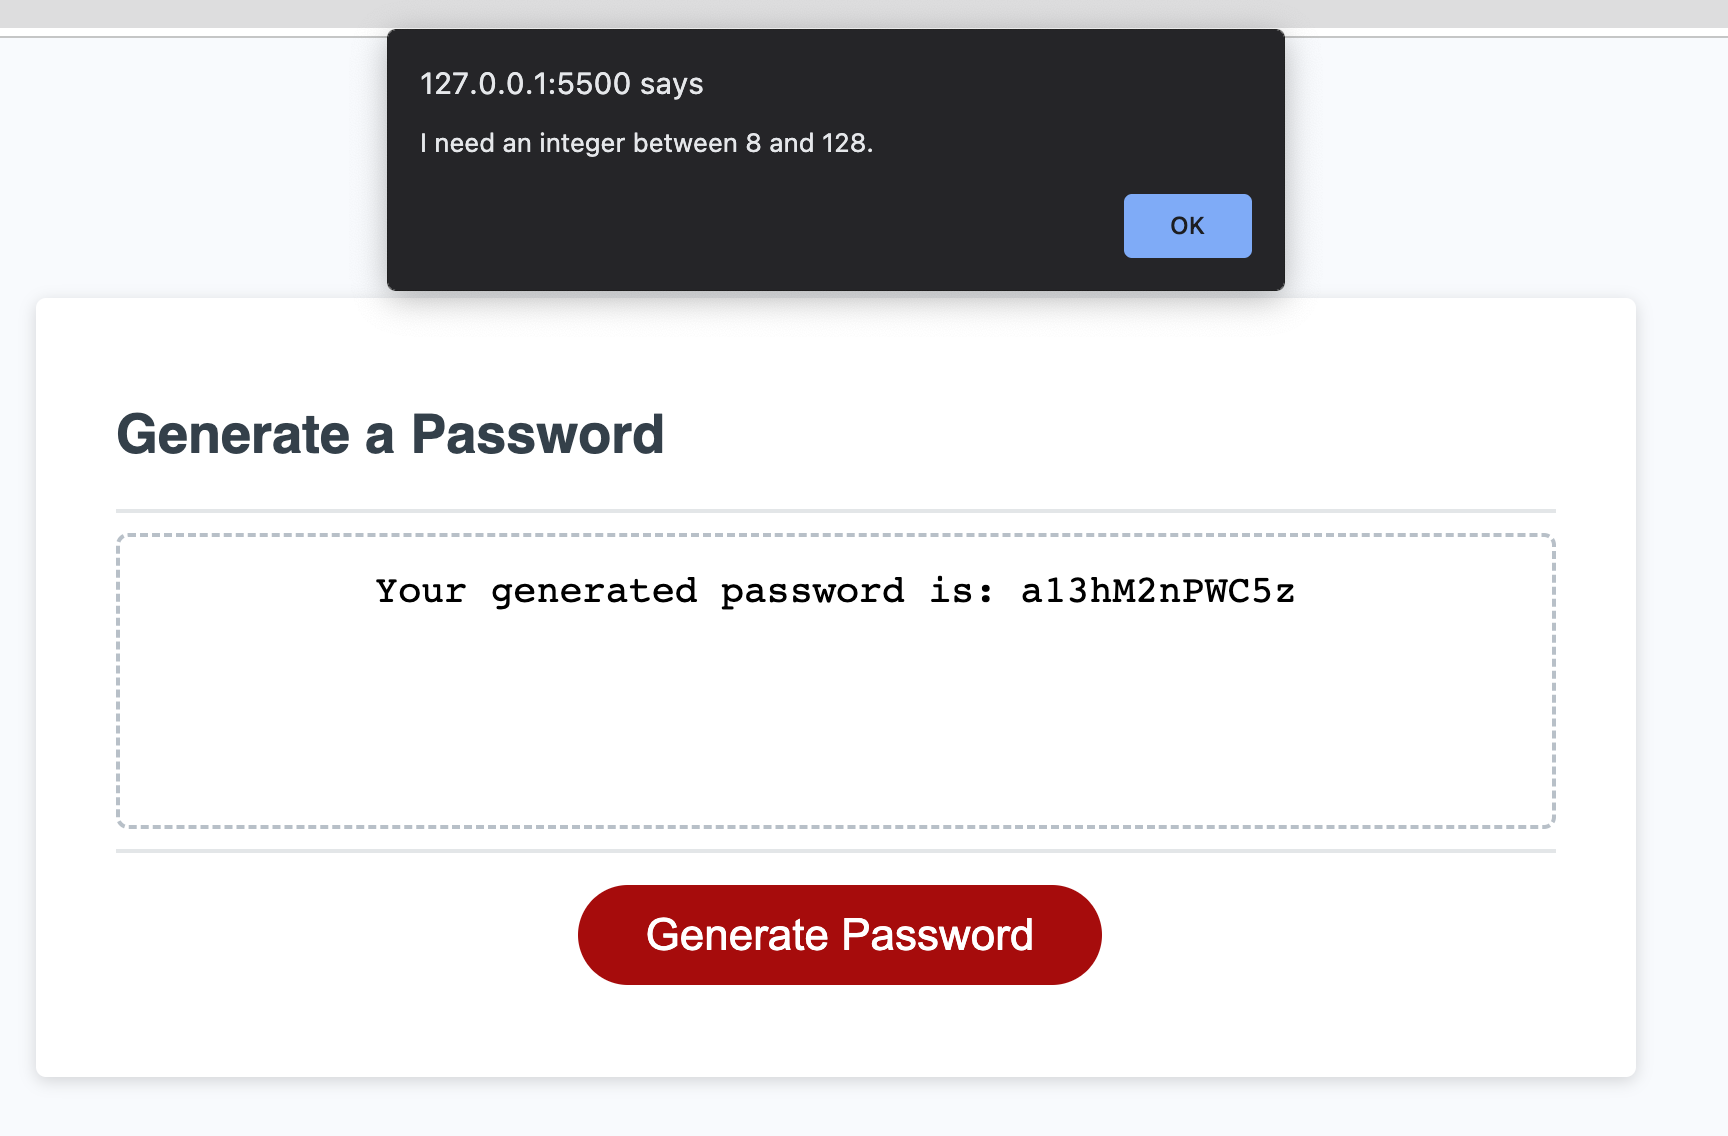 127.0.0.1:5500 says
I need an integer between 8 and 128.
OK
Generate a Password
Your generated password is: a13hM2nPWC5z
Generate Password